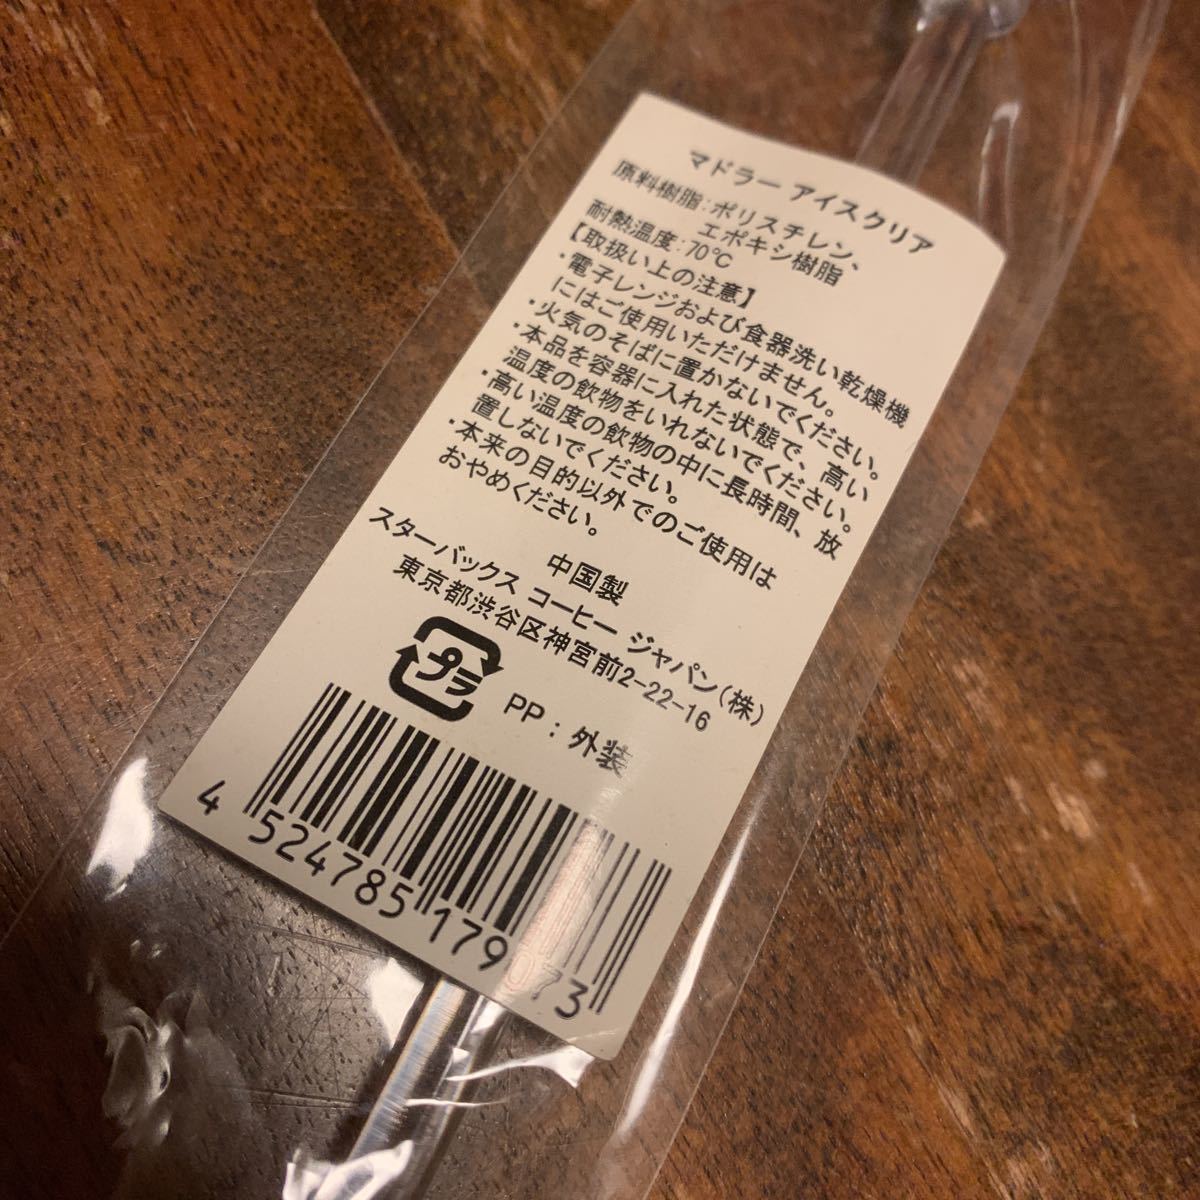 マドラー アイスクリア
原料樹脂:ポリスチレン、
エポキシ樹脂
耐熱温度:70℃
【取扱い上の注意】
・電子レンジおよび食器洗い乾燥機
にはご使用いただけません。
・火気のそばに置かないでください。
・本品を容器に入れた状態で、高い
温度の飲物をいれないでください。
・高い温度の飲物の中に長時間、放
置しないでください。
・本来の目的以外でのご使用は
おやめください。
中国製
スターバックス コーヒー ジャパン(株)
東京都渋谷区神宮前2-22-16
プラ
PP:外装
4 524785 179073